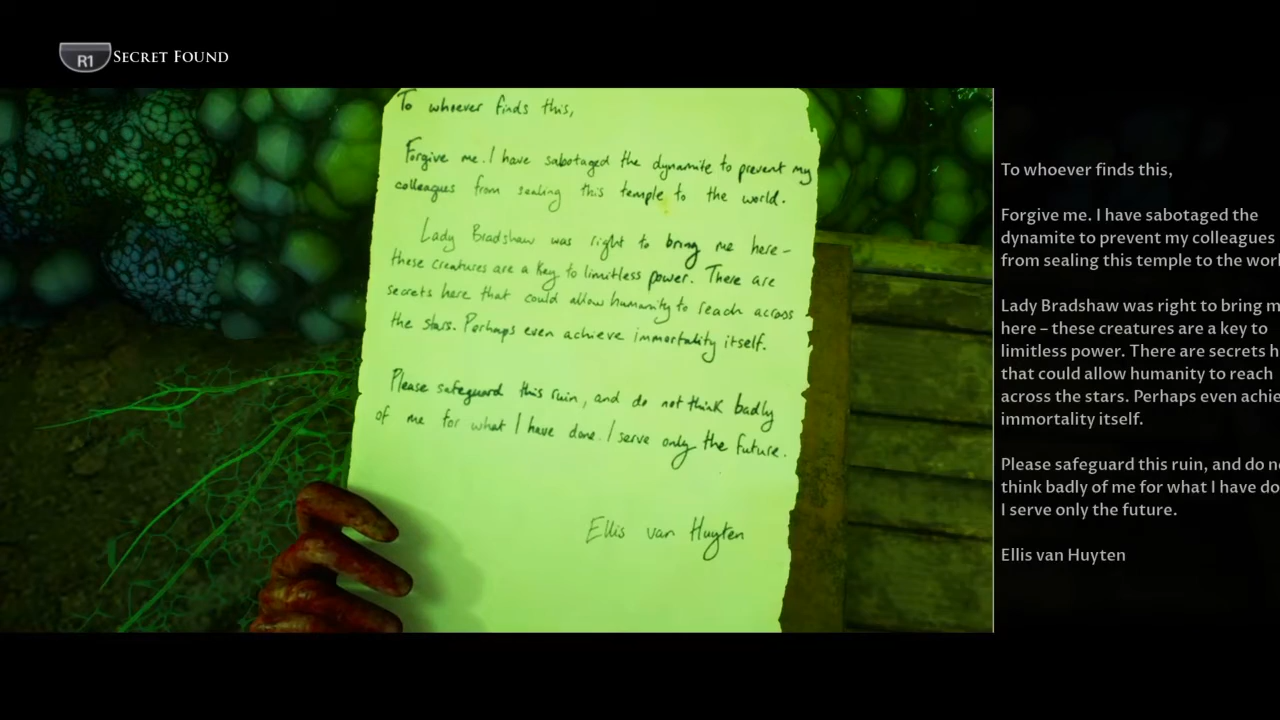 R1 SECRET FOUND
To whoever finds this,
Forgive me. I have sabotaged the dynamite to prevent my
colleagues from sealing this temple to the world.
Lady Bradshaw was right to bring me here –
these creatures are a key to limitless power. There are
secrets here that could allow humanity to reach across
the stars. Perhaps even achieve immortality itself.
Please safeguard this ruin, and do not think badly
of me for what I have done. I serve only the future.
Ellis van Huyten
To whoever finds this,
Forgive me. I have sabotaged the
dynamite to prevent my colleagues
from sealing this temple to the worl
Lady Bradshaw was right to bring m
here – these creatures are a key to
limitless power. There are secrets h
that could allow humanity to reach
across the stars. Perhaps even achie
immortality itself.
Please safeguard this ruin, and do no
think badly of me for what I have do
I serve only the future.
Ellis van Huyten